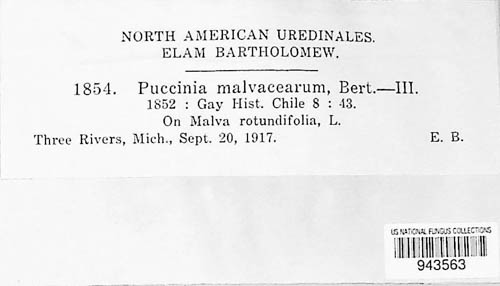 NORTH AMERICAN UREDINALES.
ELAM BARTHOLOMEW.
1854. Puccinia malvacearum, Bert.—III.
1852 : Gay Hist. Chile 8 : 43.
On Malva rotundifolia, L.
Three Rivers, Mich., Sept. 20, 1917. E. B.
US NATIONAL FUNGUS COLLECTIONS
943563